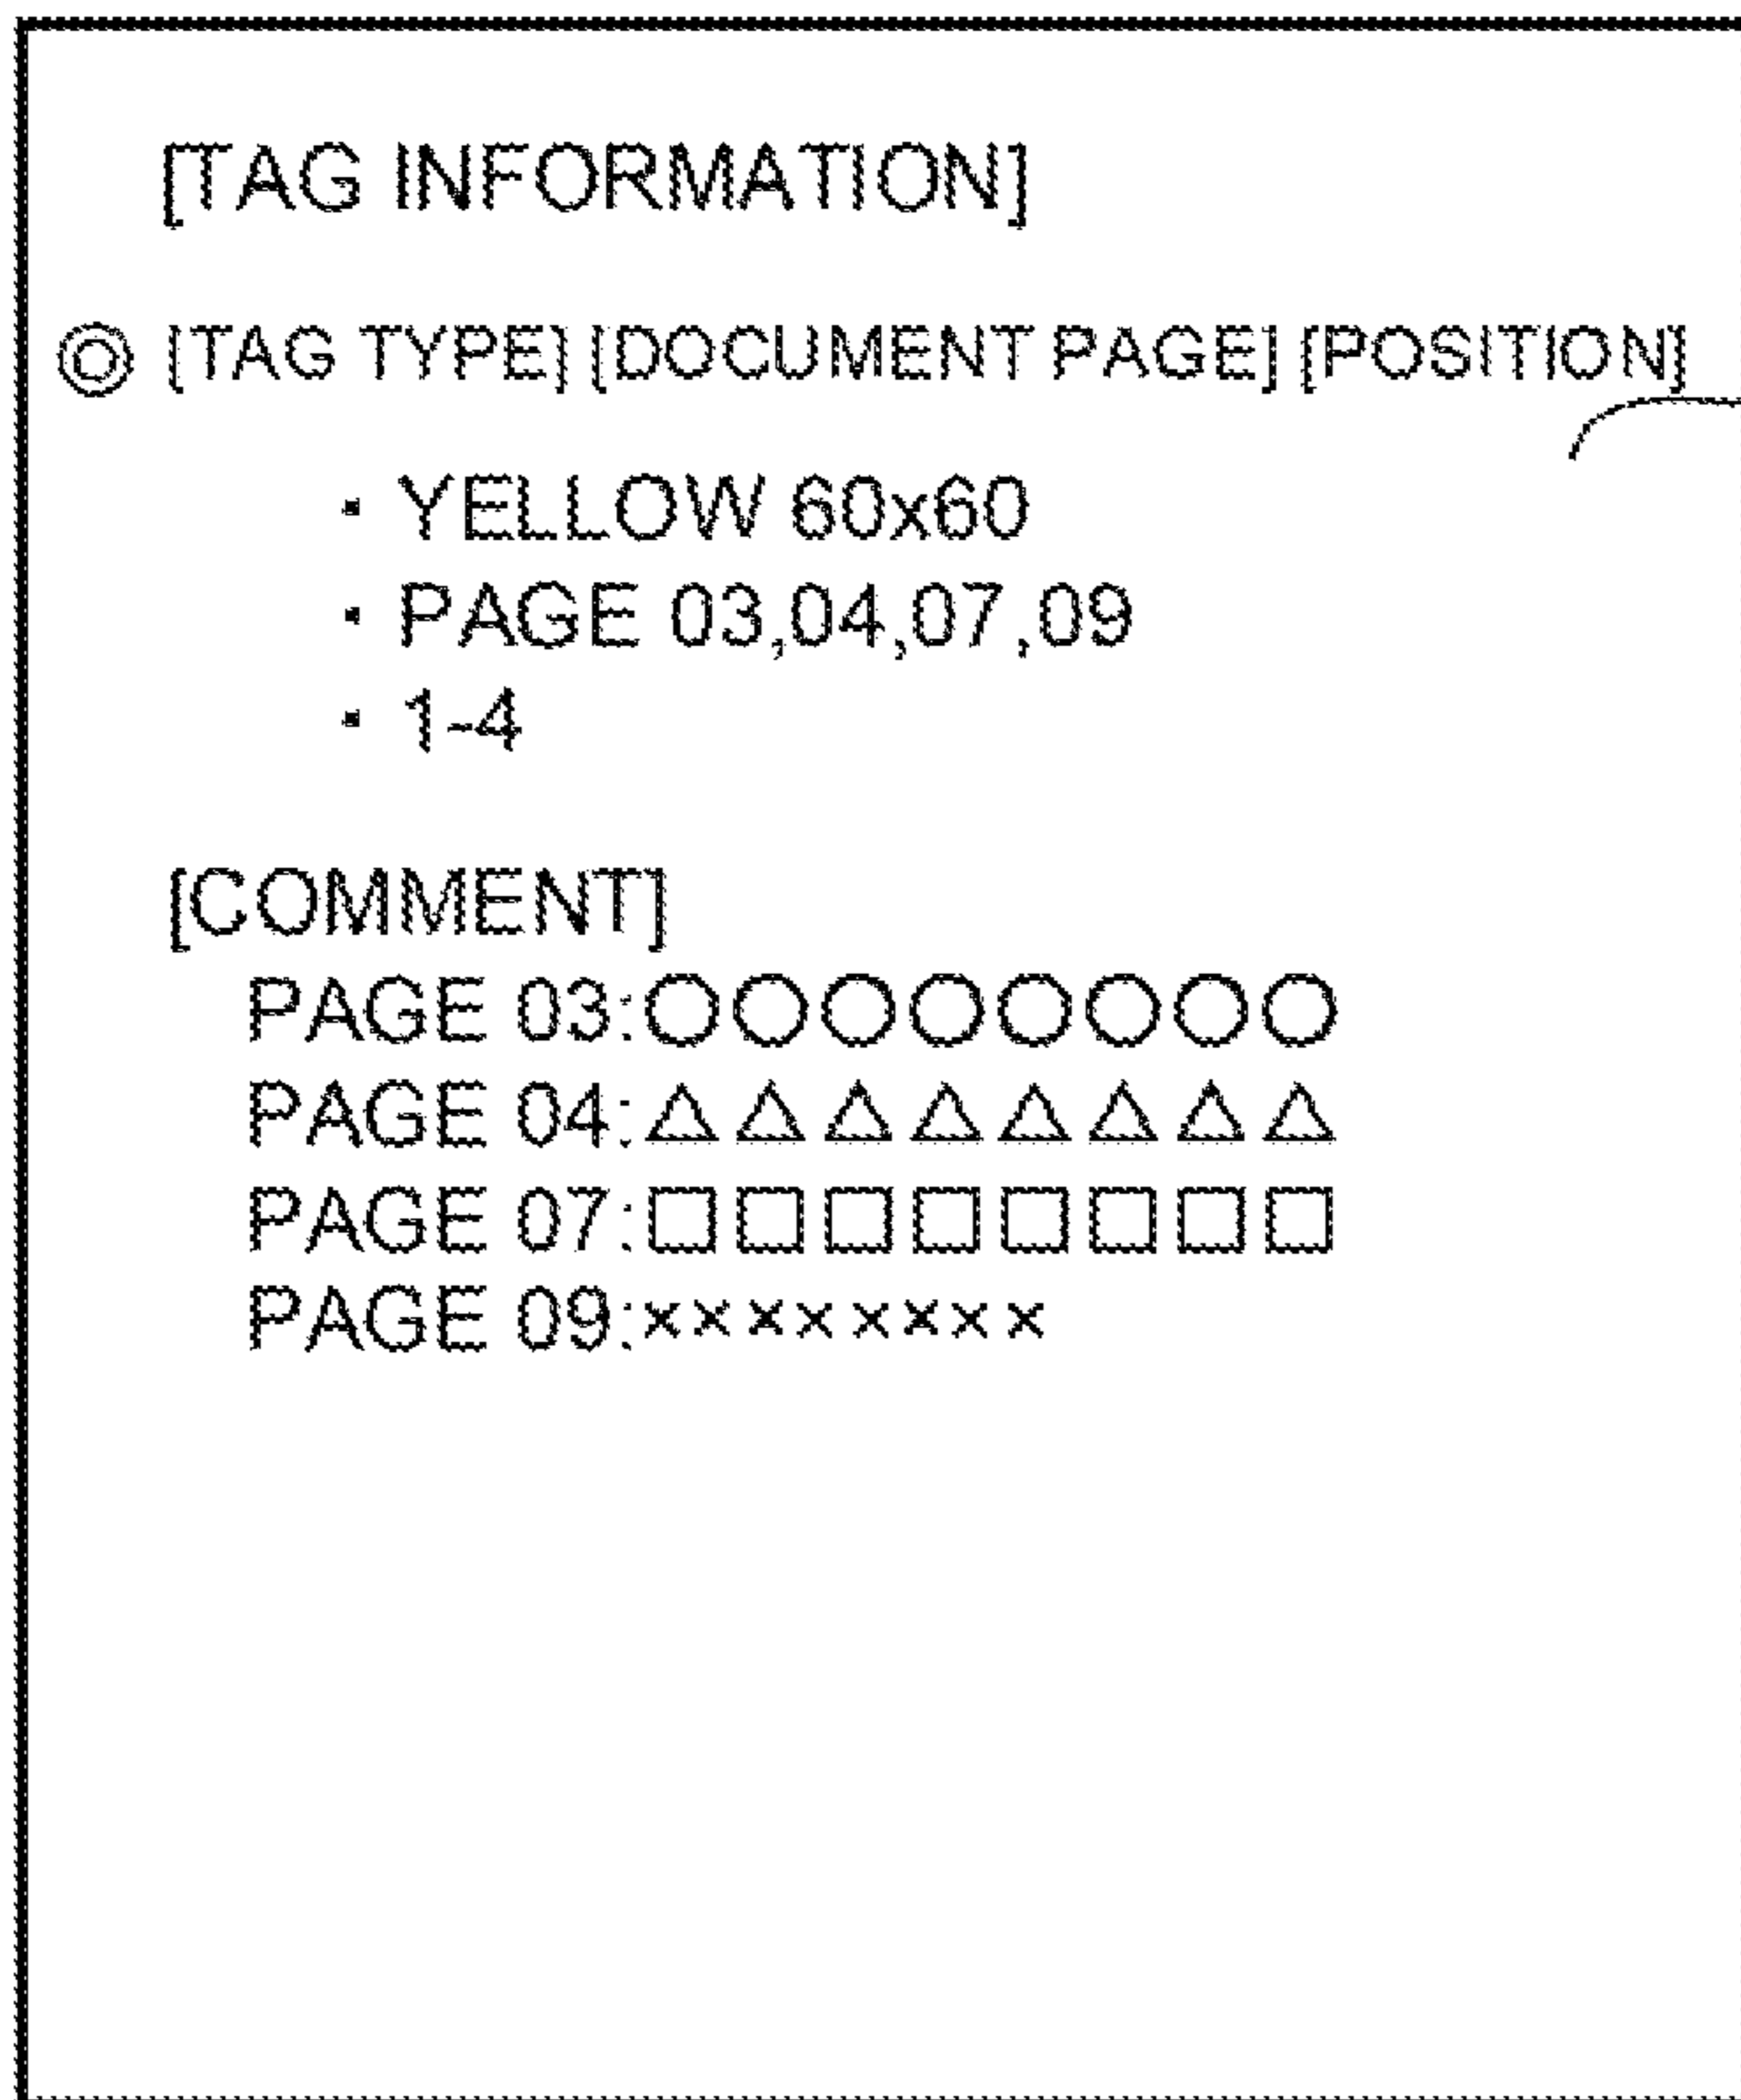 [TAG INFORMATION]
◎ [TAG TYPE] [DOCUMENT PAGE] [POSITION]
・ YELLOW 60x60
・ PAGE 03,04,07,09
・ 1-4
[COMMENT]
PAGE 03:○○○○○○○○
PAGE 04:△△△△△△△△
PAGE 07:□□□□□□□□
PAGE 09:××××××××